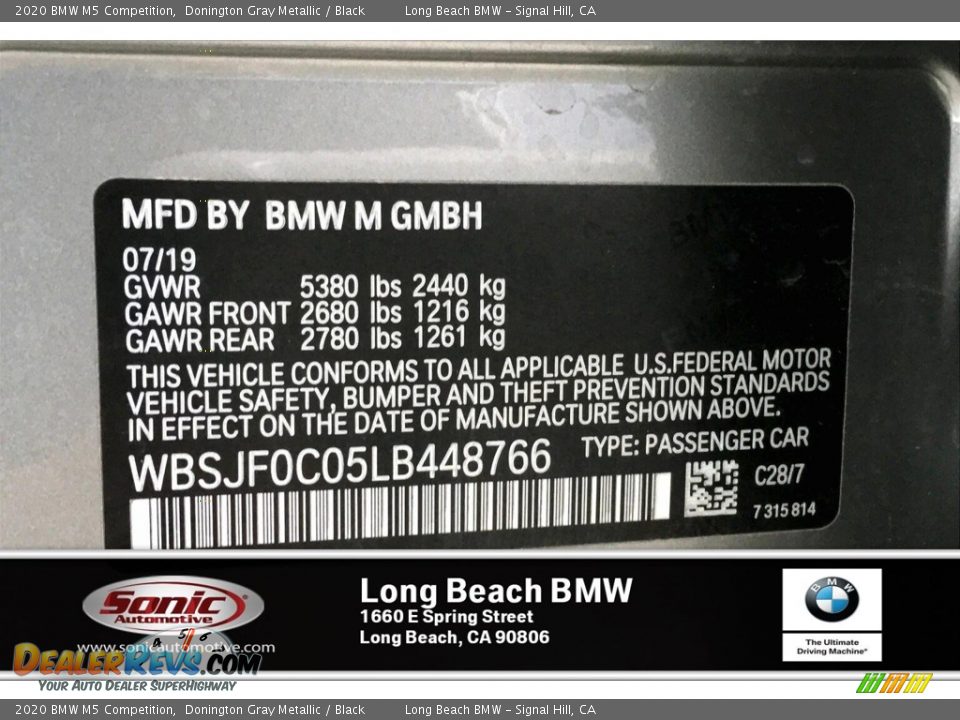 2020 BMW M5 Competition, Donington Gray Metallic / Black Long Beach BMW - Signal Hill, CA
MFD BY BMW M GMBH
07/19
GVWR 5380 lbs 2440 kg
GAWR FRONT 2680 lbs 1216 kg
GAWR REAR 2780 lbs 1261 kg
THIS VEHICLE CONFORMS TO ALL APPLICABLE U.S.FEDERAL MOTOR
VEHICLE SAFETY, BUMPER AND THEFT PREVENTION STANDARDS
IN EFFECT ON THE DATE OF MANUFACTURE SHOWN ABOVE.
WBSJF0C05LB448766 TYPE: PASSENGER CAR
C28/7
7 315 814
Sonic
Automotive
www.sonicautomotive.com
Long Beach BMW
1660 E Spring Street
Long Beach, CA 90806
BMW
The Ultimate
Driving Machine®
4 5 6
DealerRevs.com
Your Auto Dealer SuperHighway
2020 BMW M5 Competition, Donington Gray Metallic / Black Long Beach BMW - Signal Hill, CA